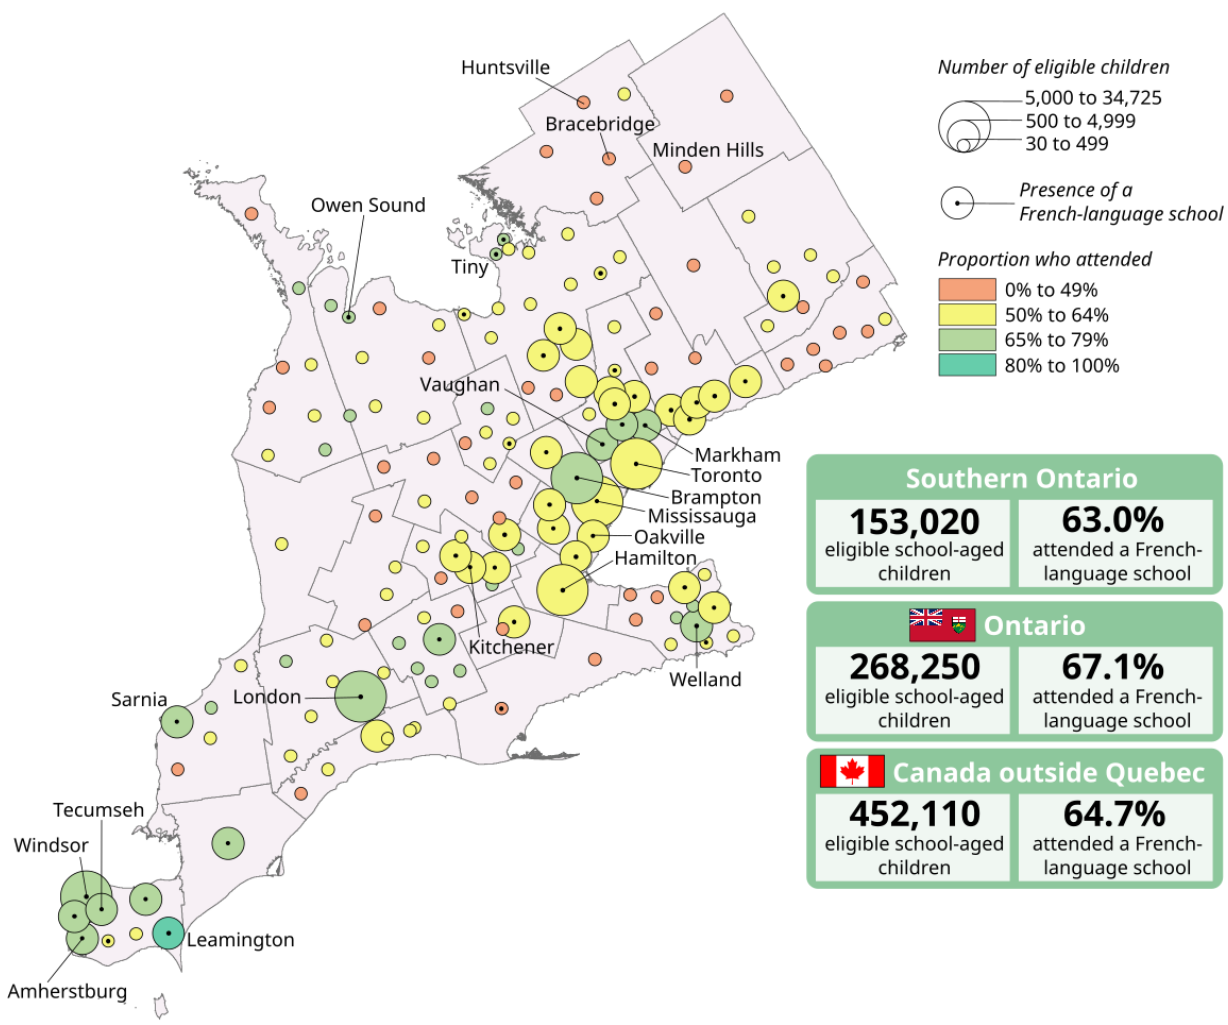 Huntsville
Bracebridge
Minden Hills
Owen Sound
Tiny
Vaughan
Markham
Toronto
Brampton
Mississauga
Oakville
Hamilton
Kitchener
Welland
London
Sarnia
Tecumseh
Windsor
Leamington
Amherstburg
Number of eligible children
5,000 to 34,725
500 to 4,999
30 to 499
Presence of a
French-language school
Proportion who attended
0% to 49%
50% to 64%
65% to 79%
80% to 100%
Southern Ontario
153,020
eligible school-aged
children
63.0%
attended a French-
language school
Ontario
268,250
eligible school-aged
children
67.1%
attended a French-
language school
Canada outside Quebec
452,110
eligible school-aged
children
64.7%
attended a French-
language school